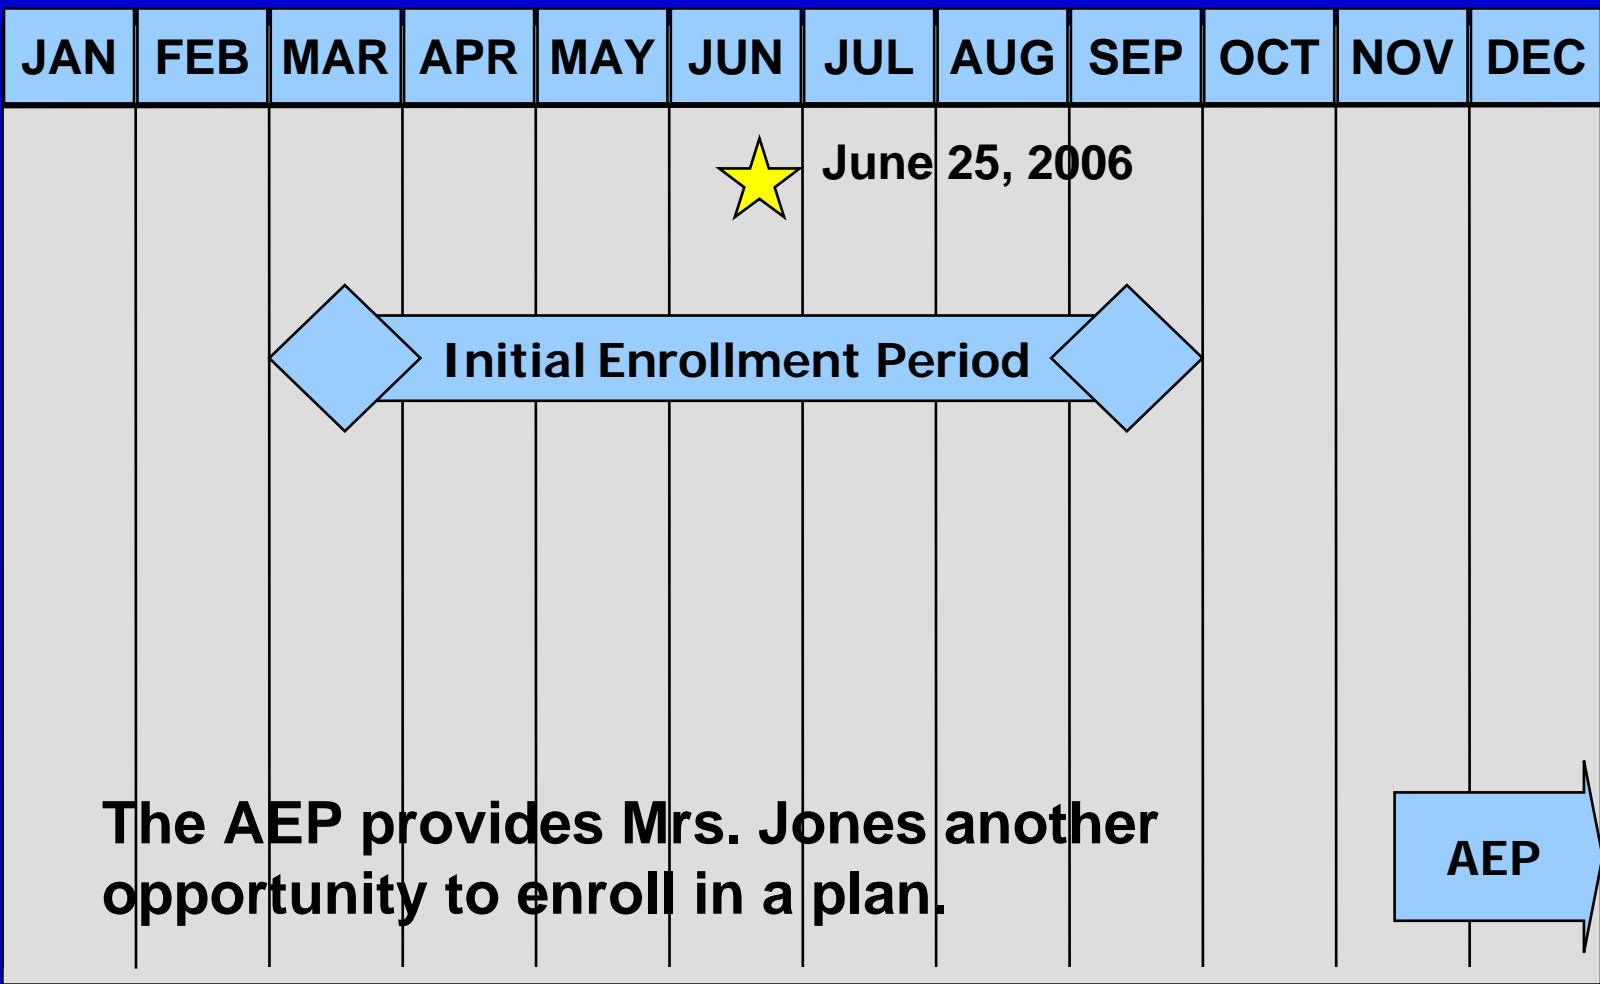 JAN FEB MAR APR MAY JUN JUL AUG SEP OCT NOV DEC
June 25, 2006
Initial Enrollment Period
The AEP provides Mrs. Jones another
opportunity to enroll in a plan.
AEP